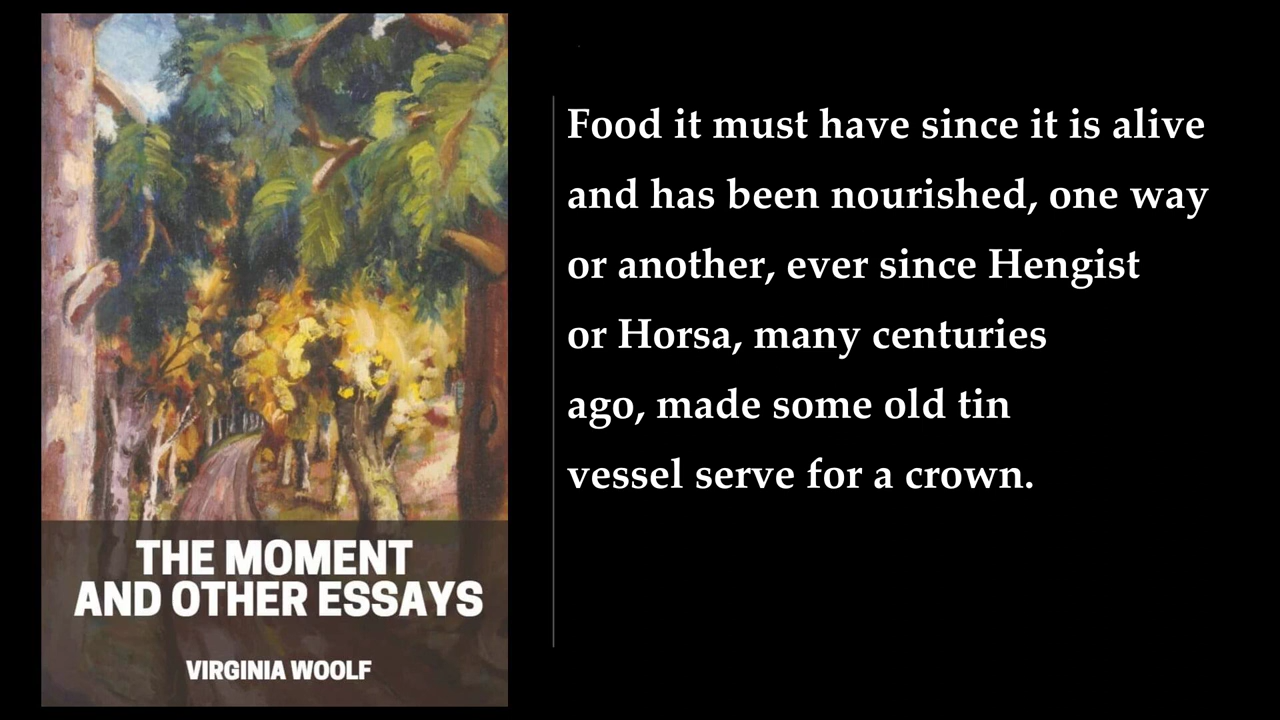 THE MOMENT
AND OTHER ESSAYS
VIRGINIA WOOLF
Food it must have since it is alive
and has been nourished, one way
or another, ever since Hengist
or Horsa, many centuries
ago, made some old tin
vessel serve for a crown.